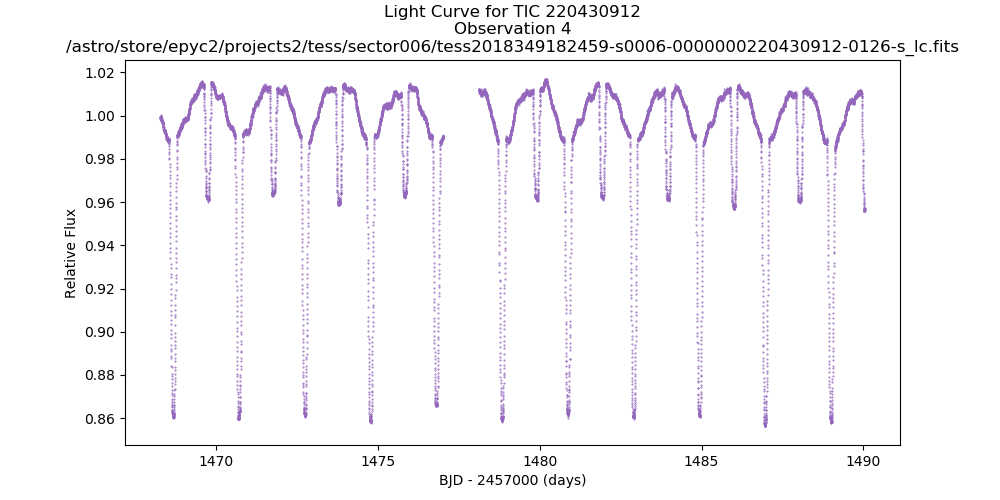 Light Curve for TIC 220430912
Observation 4
/astro/store/epyc2/projects2/tess/sector006/tess2018349182459-s0006-0000000220430912-0126-s_lc.fits
1.02
1.00
0.98
0.96
0.94
0.92
0.90
0.88
0.86
Relative Flux
1470
1475
1480
1485
1490
BJD - 2457000 (days)